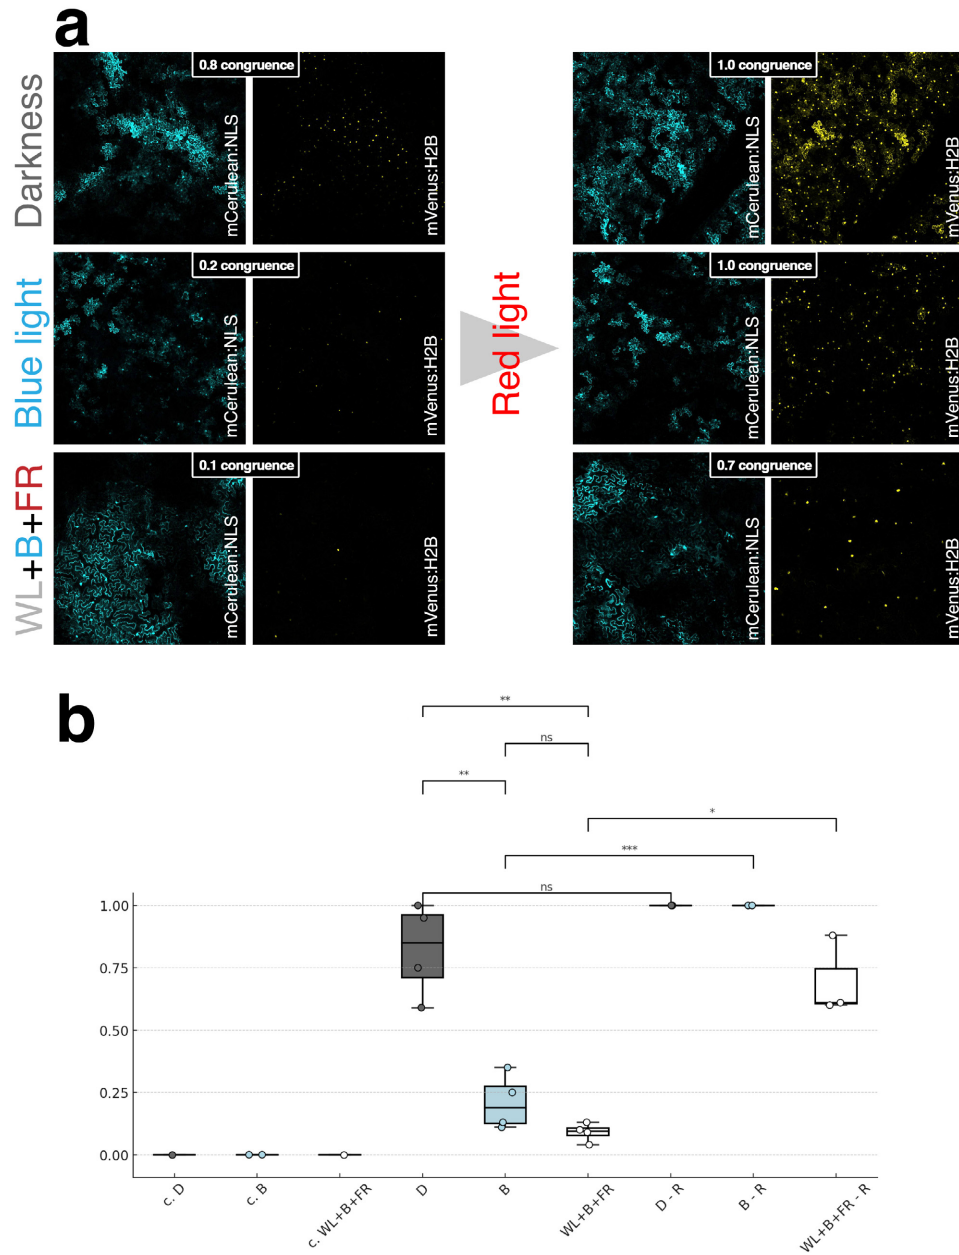 a
Darkness
0.8 congruence
mCerulean:NLS
mVenus:H2B
1.0 congruence
mCerulean:NLS
mVenus:H2B
Blue light
0.2 congruence
mCerulean:NLS
mVenus:H2B
Red light
1.0 congruence
mCerulean:NLS
mVenus:H2B
WL+B+FR
0.1 congruence
mCerulean:NLS
mVenus:H2B
0.7 congruence
mCerulean:NLS
mVenus:H2B
b
**
ns
**
*
***
ns
1.00
0.75
0.50
0.25
0.00
c. D
c. B
c. WL+B+FR
D
B
WL+B+FR
D - R
B - R
WL+B+FR - R